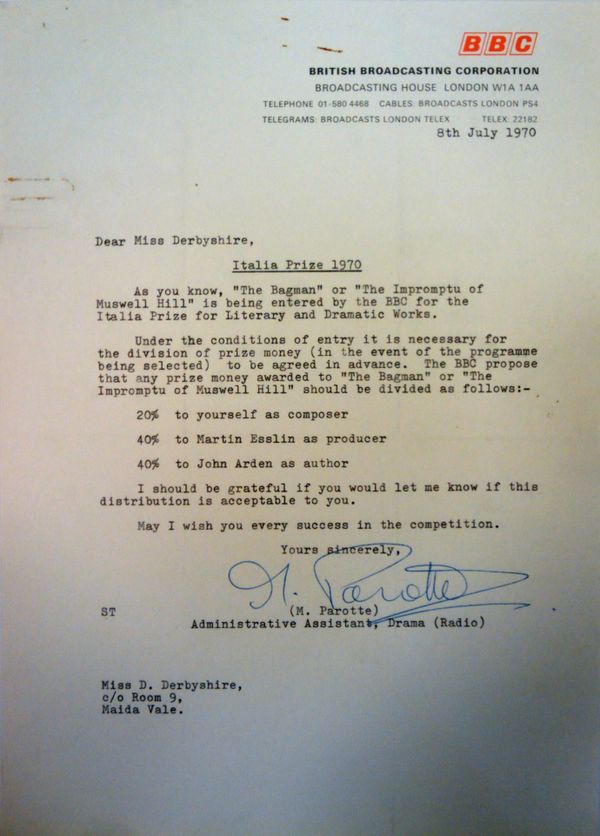 BBC
BRITISH BROADCASTING CORPORATION
BROADCASTING HOUSE LONDON W1A 1AA
TELEPHONE 01-580 4468 CABLES: BROADCASTS LONDON PS4
TELEGRAMS: BROADCASTS LONDON TELEX TELEX: 22182
8th July 1970
Dear Miss Derbyshire,
Italia Prize 1970
As you know, "The Bagman" or "The Impromptu of
Muswell Hill" is being entered by the BBC for the
Italia Prize for Literary and Dramatic Works.
Under the conditions of entry it is necessary for
the division of prize money (in the event of the programme
being selected) to be agreed in advance. The BBC propose
that any prize money awarded to "The Bagman" or "The
Impromptu of Muswell Hill" should be divided as follows:-
20% to yourself as composer
40% to Martin Esslin as producer
40% to John Arden as author
I should be grateful if you would let me know if this
distribution is acceptable to you.
May I wish you every success in the competition.
Yours sincerely,
M. Parotte
ST
(M. Parotte)
Administrative Assistant, Drama (Radio)
Miss D. Derbyshire,
c/o Room 9,
Maida Vale.